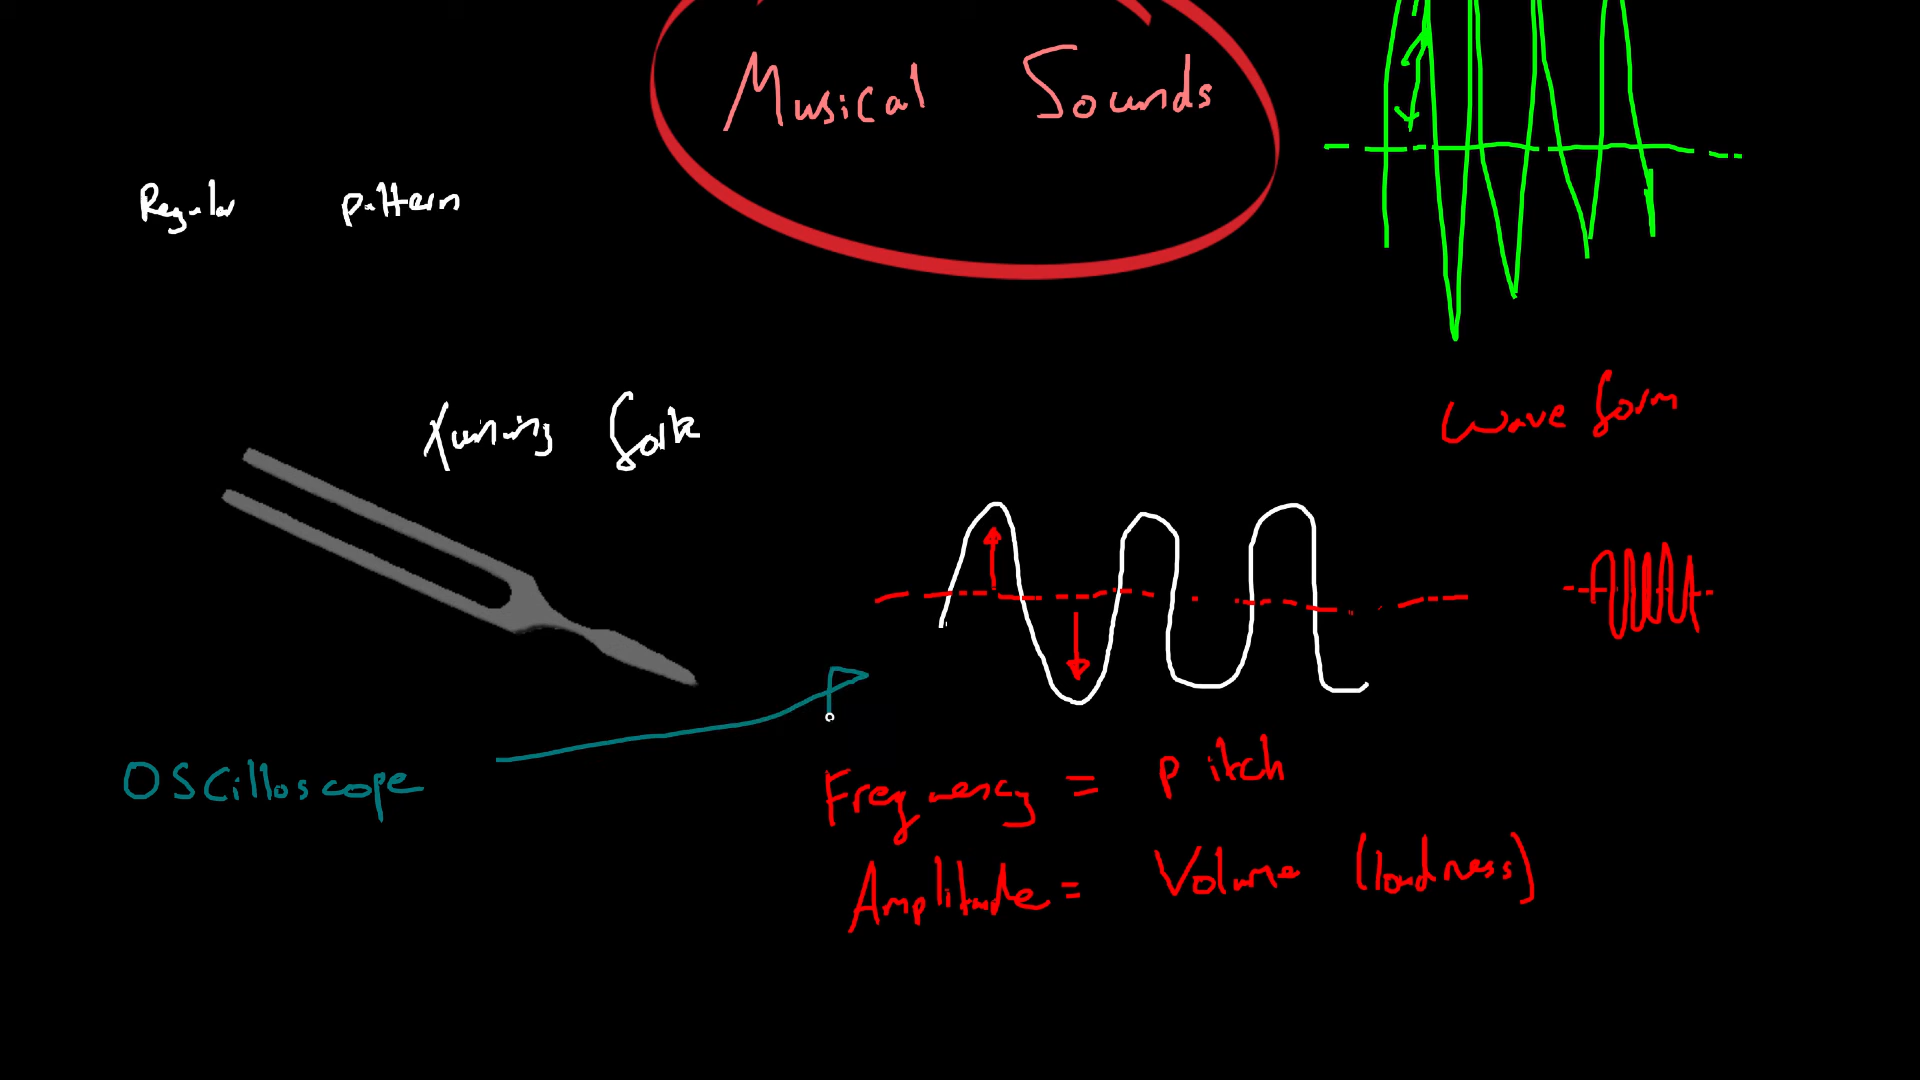 Musical Sounds
Regular pattern
Tuning fork
wave form
Oscilloscope
Frequency = pitch
Amplitude = Volume (loudness)